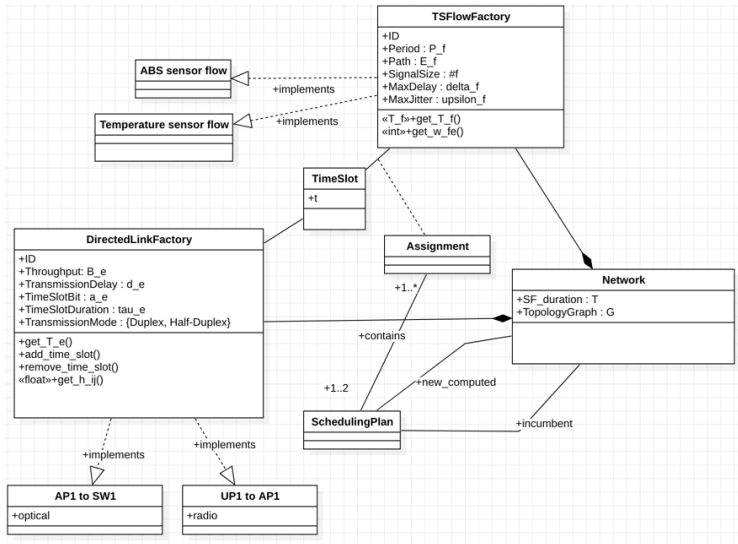 TSFlowFactory
+ID
+Period : P_f
+Path : E_f
+SignalSize : #f
+MaxDelay : delta_f
+MaxJitter : upsilon_f
«T_f»+get_T_f()
«int»+get_w_fe()
ABS sensor flow
+implements
Temperature sensor flow
+implements
TimeSlot
+t
DirectedLinkFactory
+ID
+Throughput: B_e
+TransmissionDelay : d_e
+TimeSlotBit : a_e
+TimeSlotDuration : tau_e
+TransmissionMode : {Duplex, Half-Duplex}
+get_T_e()
+add_time_slot()
+remove_time_slot()
«float»+get_h_ij()
Assignment
+1..*
+contains
+1..2
Network
+SF_duration : T
+TopologyGraph : G
+new_computed
SchedulingPlan
+incumbent
+implements
+implements
AP1 to SW1
+optical
UP1 to AP1
+radio